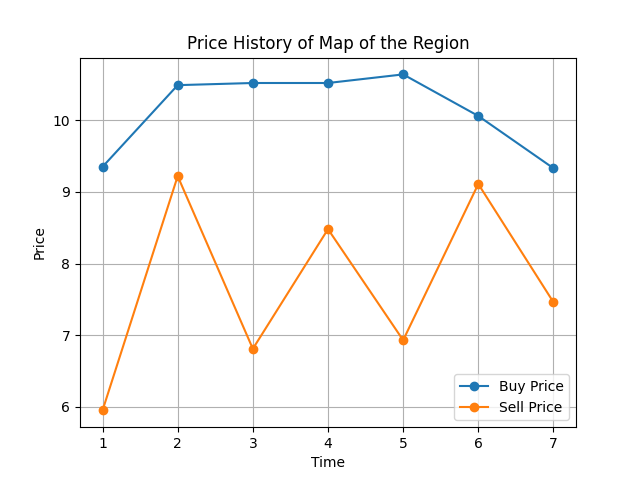 Price History of Map of the Region
10
9
8
7
6
Price
1 2 3 4 5 6 7
Time
Buy Price
Sell Price